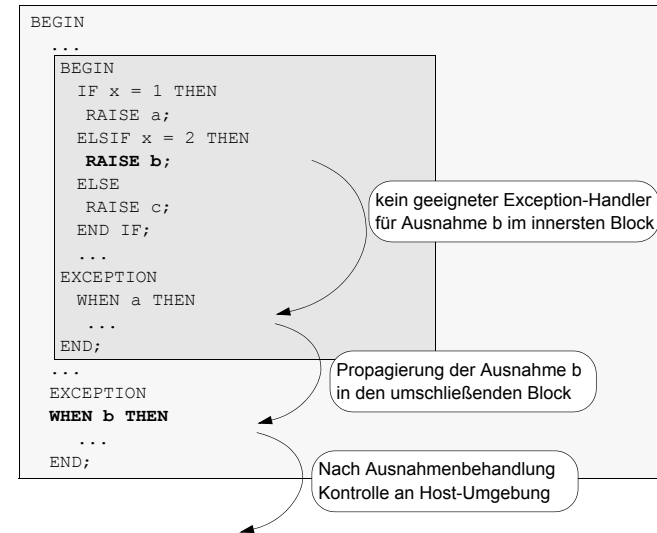 BEGIN
...
BEGIN
IF x = 1 THEN
RAISE a;
ELSIF x = 2 THEN
RAISE b;
ELSE
RAISE c;
END IF;
...
EXCEPTION
WHEN a THEN
...
END;
...
EXCEPTION
WHEN b THEN
...
END;
kein geeigneter Exception-Handler
für Ausnahme b im innersten Block
Propagierung der Ausnahme b
in den umschließenden Block
Nach Ausnahmenbehandlung
Kontrolle an Host-Umgebung